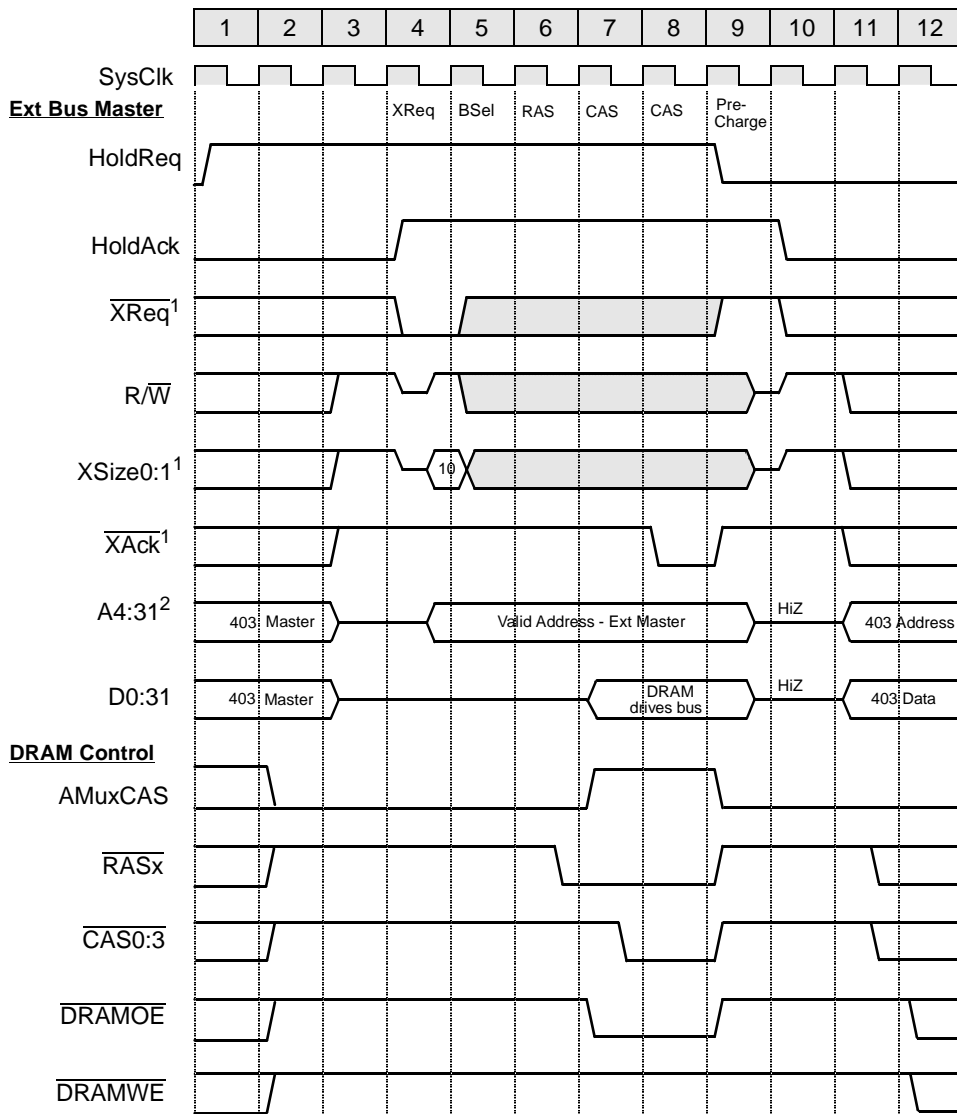 1 2 3 4 5 6 7 8 9 10 11 12
SysClk
Ext Bus Master XReq BSel RAS CAS CAS Pre-
Charge
HoldReq
HoldAck
XReq1
R/W
XSize0:11 10
XAck1
A4:312 403 Master Valid Address - Ext Master HiZ 403 Address
D0:31 403 Master DRAM
drives bus HiZ 403 Data
DRAM Control
AMuxCAS
RASx
CAS0:3
DRAMOE
DRAMWE